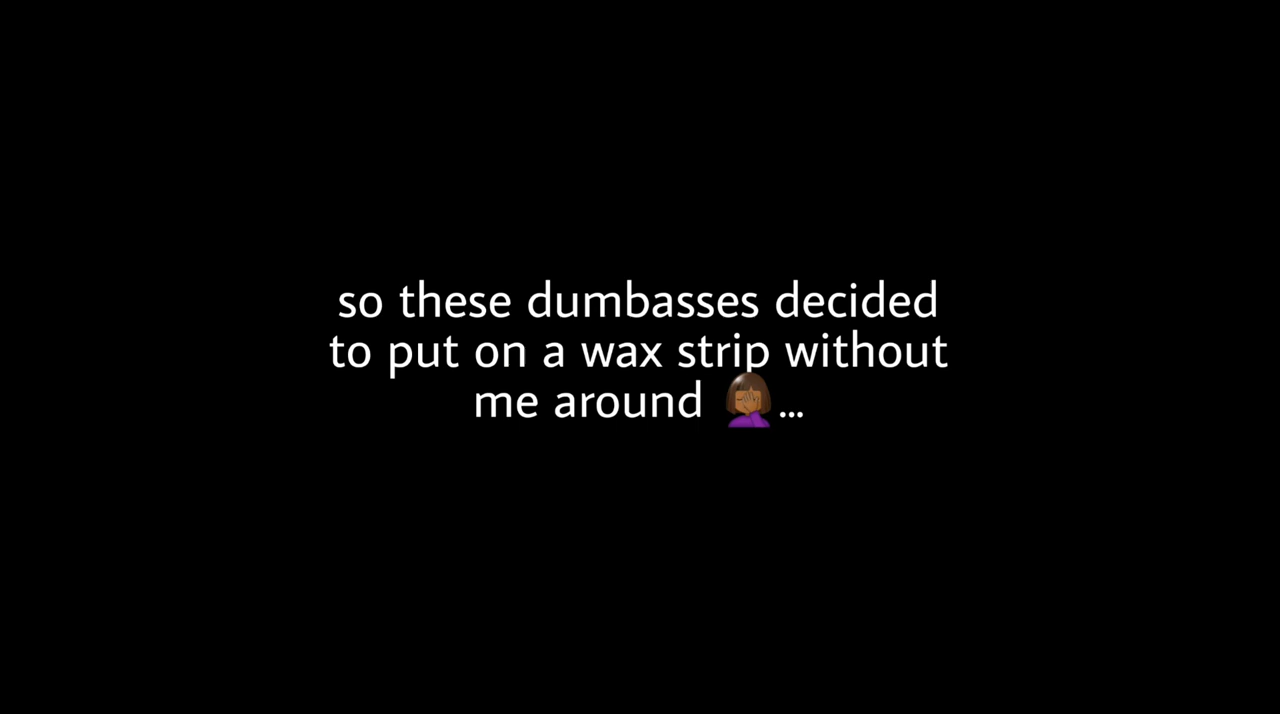 so these dumbasses decided
to put on a wax strip without
me around 🤦🏾‍♀️...